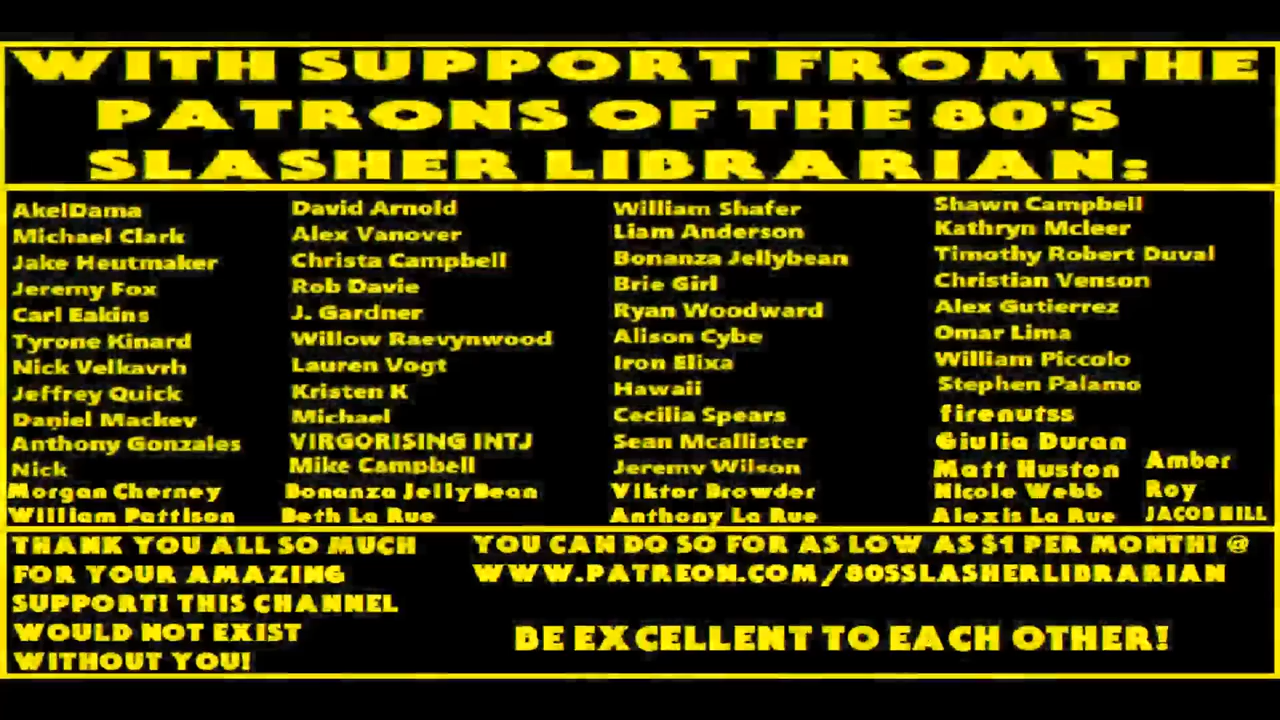 WITH SUPPORT FROM THE
PATRONS OF THE 80'S
SLASHER LIBRARIAN:
AkelDama
Michael Clark
Jake Heutmaker
Jeremy Fox
Carl Eakins
Tyrone Kinard
Nick Velkavrh
Jeffrey Quick
Daniel Mackey
Anthony Gonzales
Nick
Morgan Cherney
William Pattison
David Arnold
Alex Vanover
Christa Campbell
Rob Davie
J. Gardner
Willow Raevynwood
Lauren Vogt
Kristen K
Michael
VIRGORISING INTJ
Mike Campbell
Bonanza JellyBean
Beth La Rue
William Shafer
Liam Anderson
Bonanza Jellybean
Brie Girl
Ryan Woodward
Alison Cybe
Iron Elixa
Hawaii
Cecilia Spears
Sean Mcallister
Jeremy Wilson
Viktor Browder
Anthony La Rue
Shawn Campbell
Kathryn Mcleer
Timothy Robert Duval
Christian Venson
Alex Gutierrez
Omar Lima
William Piccolo
Stephen Palamo
firenutss
Giulia Duran
Matt Huston
Nicole Webb
Alexis La Rue
Amber
Roy
JACOB HILL
THANK YOU ALL SO MUCH
FOR YOUR AMAZING
SUPPORT! THIS CHANNEL
WOULD NOT EXIST
WITHOUT YOU!
YOU CAN DO SO FOR AS LOW AS $1 PER MONTH! @
WWW.PATREON.COM/80SSLASHERLIBRARIAN
BE EXCELLENT TO EACH OTHER!